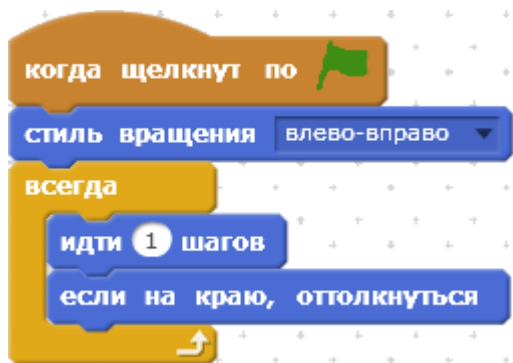 когда щелкнут по
стиль вращения влево-вправо
всегда
идти 1 шагов
если на краю, оттолкнуться